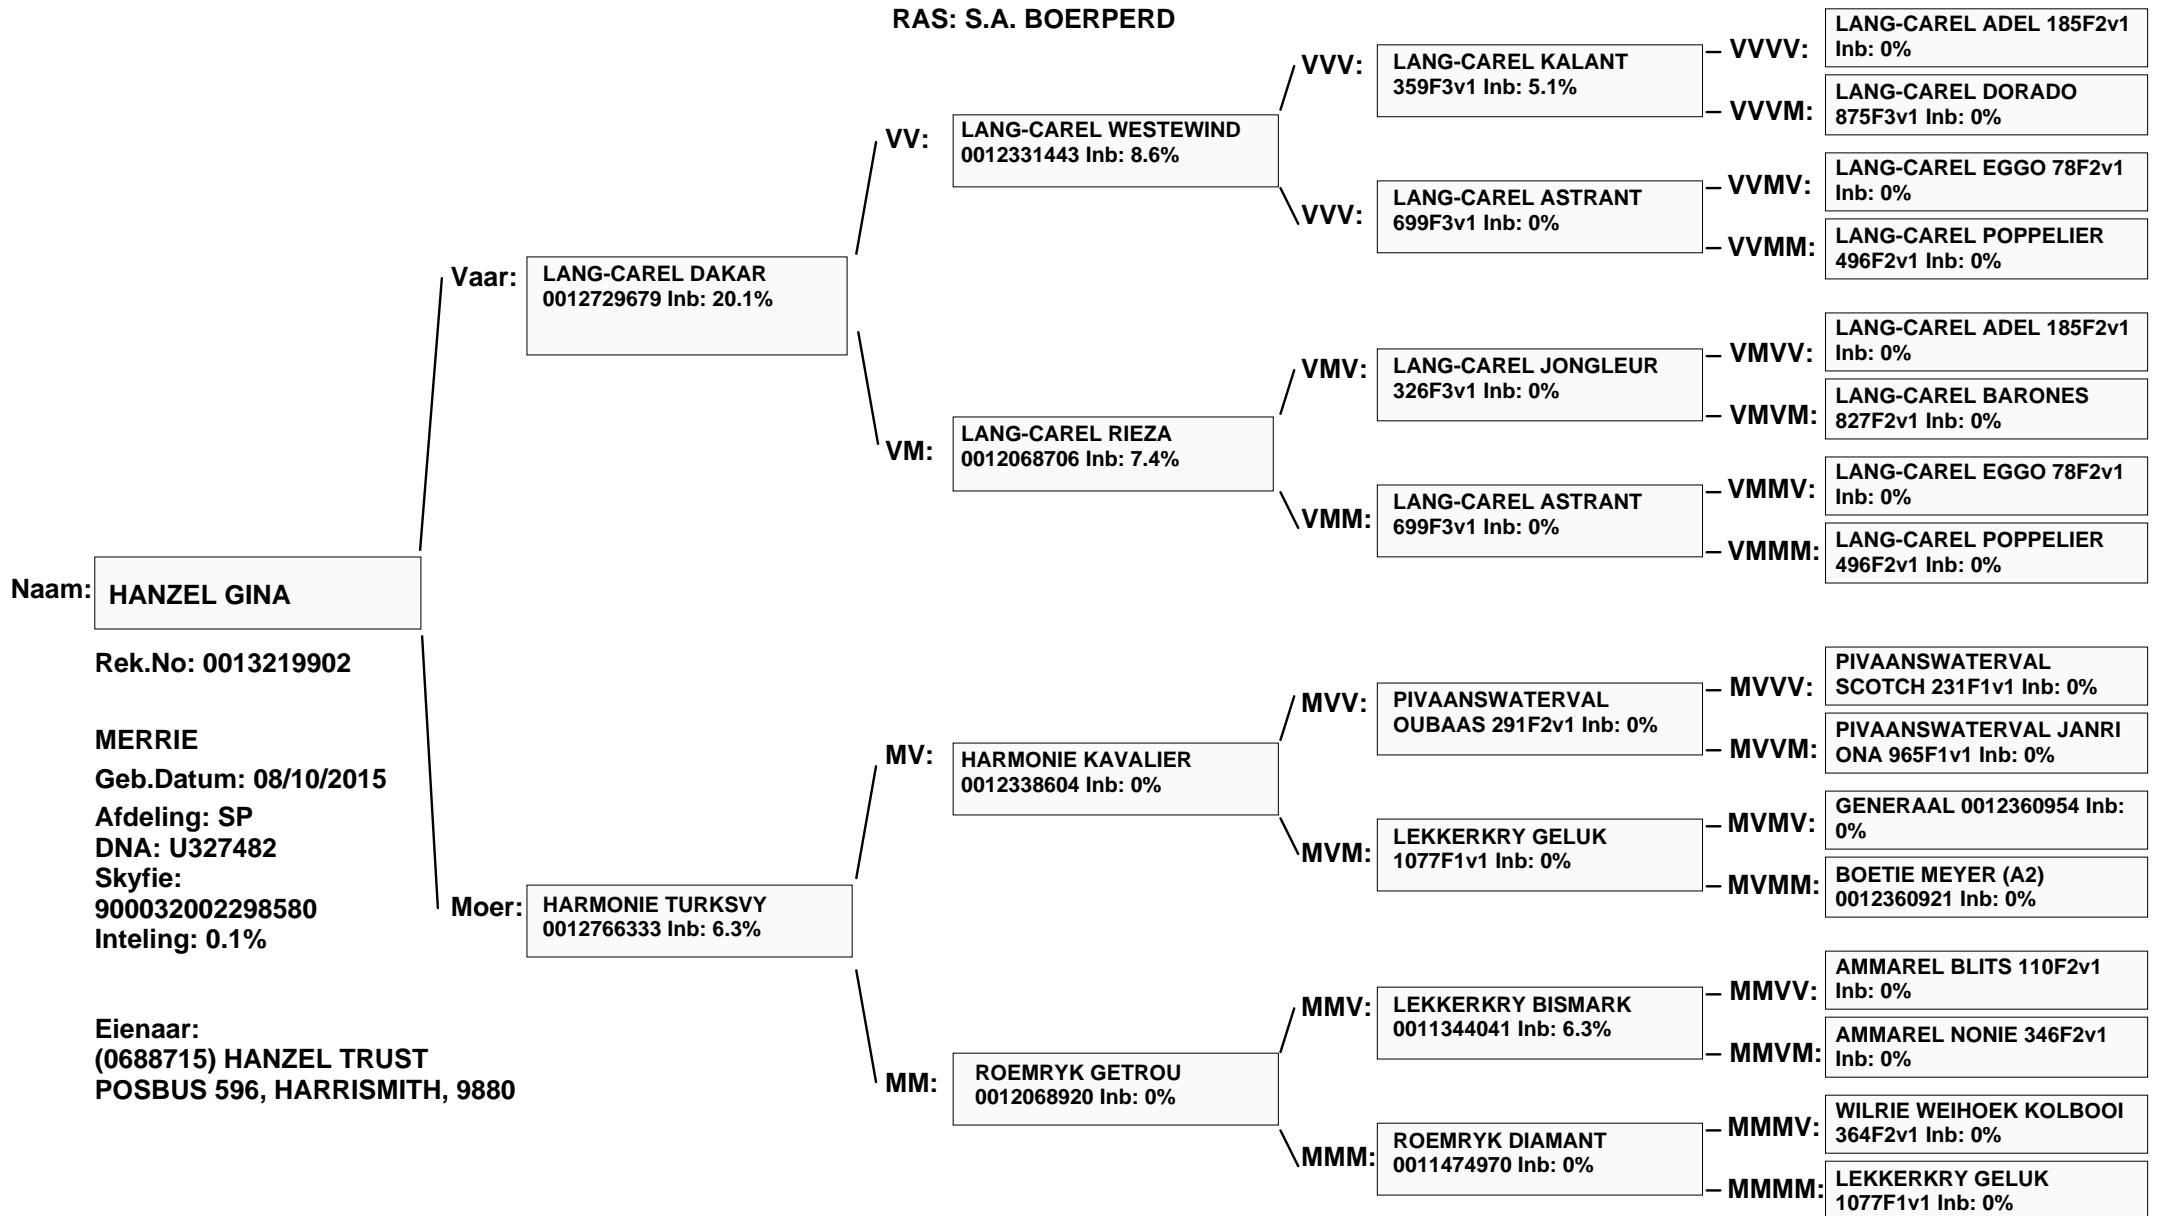 RAS: S.A. BOERPERD
Naam:
HANZEL GINA
Rek.No: 0013219902
MERRIE
Geb.Datum: 08/10/2015
Afdeling: SP
DNA: U327482
Skyfie:
900032002298580
Inteling: 0.1%
Eienaar:
(0688715) HANZEL TRUST
POSBUS 596, HARRISMITH, 9880
Vaar:
LANG-CAREL DAKAR
0012729679 Inb: 20.1%
Moer:
HARMONIE TURKSVY
0012766333 Inb: 6.3%
VV:
LANG-CAREL WESTEWIND
0012331443 Inb: 8.6%
VM:
LANG-CAREL RIEZA
0012068706 Inb: 7.4%
MV:
HARMONIE KAVALIER
0012338604 Inb: 0%
MM:
ROEMRYK GETROU
0012068920 Inb: 0%
VVV:
LANG-CAREL KALANT
359F3v1 Inb: 5.1%
VVV:
LANG-CAREL ASTRANT
699F3v1 Inb: 0%
VMV:
LANG-CAREL JONGLEUR
326F3v1 Inb: 0%
VMM:
LANG-CAREL ASTRANT
699F3v1 Inb: 0%
MVV:
PIVAANSWATERVAL
OUBAAS 291F2v1 Inb: 0%
MVM:
LEKKERKRY GELUK
1077F1v1 Inb: 0%
MMV:
LEKKERKRY BISMARK
0011344041 Inb: 6.3%
MMM:
ROEMRYK DIAMANT
0011474970 Inb: 0%
– VVVV:
LANG-CAREL ADEL 185F2v1
Inb: 0%
– VVVM:
LANG-CAREL DORADO
875F3v1 Inb: 0%
– VVMV:
LANG-CAREL EGGO 78F2v1
Inb: 0%
– VVMM:
LANG-CAREL POPPELIER
496F2v1 Inb: 0%
– VMVV:
LANG-CAREL ADEL 185F2v1
Inb: 0%
– VMVM:
LANG-CAREL BARONES
827F2v1 Inb: 0%
– VMMV:
LANG-CAREL EGGO 78F2v1
Inb: 0%
– VMMM:
LANG-CAREL POPPELIER
496F2v1 Inb: 0%
– MVVV:
PIVAANSWATERVAL
SCOTCH 231F1v1 Inb: 0%
– MVVM:
PIVAANSWATERVAL JANRI
ONA 965F1v1 Inb: 0%
– MVMV:
GENERAAL 0012360954 Inb:
0%
– MVMM:
BOETIE MEYER (A2)
0012360921 Inb: 0%
– MMVV:
AMMAREL BLITS 110F2v1
Inb: 0%
– MMVM:
AMMAREL NONIE 346F2v1
Inb: 0%
– MMMV:
WILRIE WEIHOEK KOLBOOI
364F2v1 Inb: 0%
– MMMM:
LEKKERKRY GELUK
1077F1v1 Inb: 0%